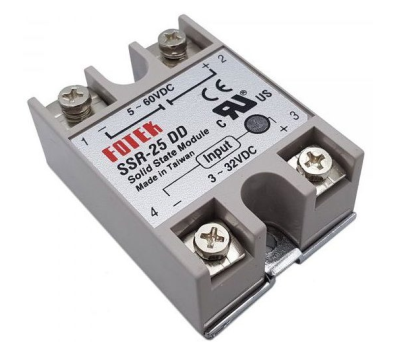 + 2
5~60VDC
1 -
CE
C UL US
FOTEK
SSR-25 DD
Solid State Module
Made in Taiwan
+ 3
Input
4 -
3~32VDC